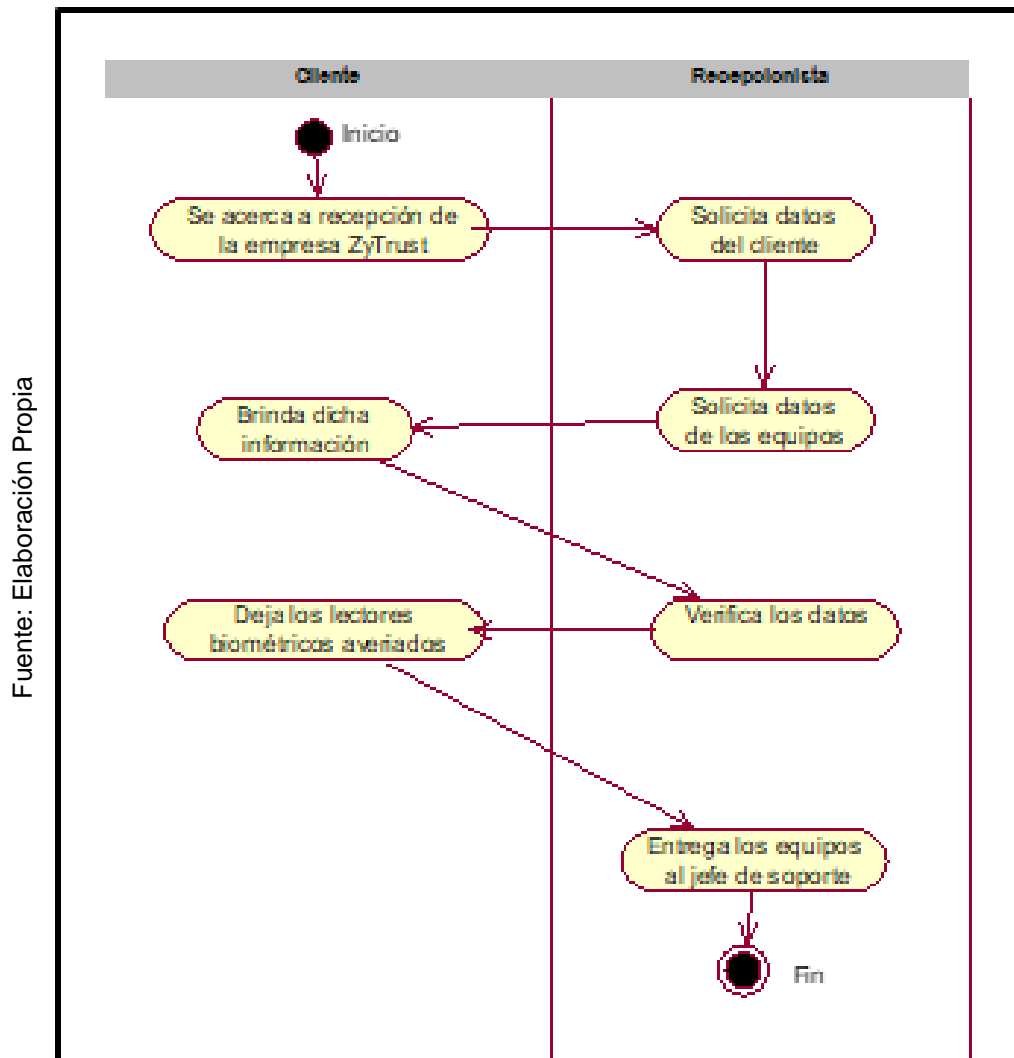 Cliente
Recepcionista
Inicio
Se acerca a recepción de
la empresa ZyTrust
Solicita datos
del cliente
Solicita datos
de los equipos
Brinda dicha
información
Verifica los datos
Deja los lectores
biométricos averiados
Entrega los equipos
al jefe de soporte
Fin
Fuente: Elaboración Propia